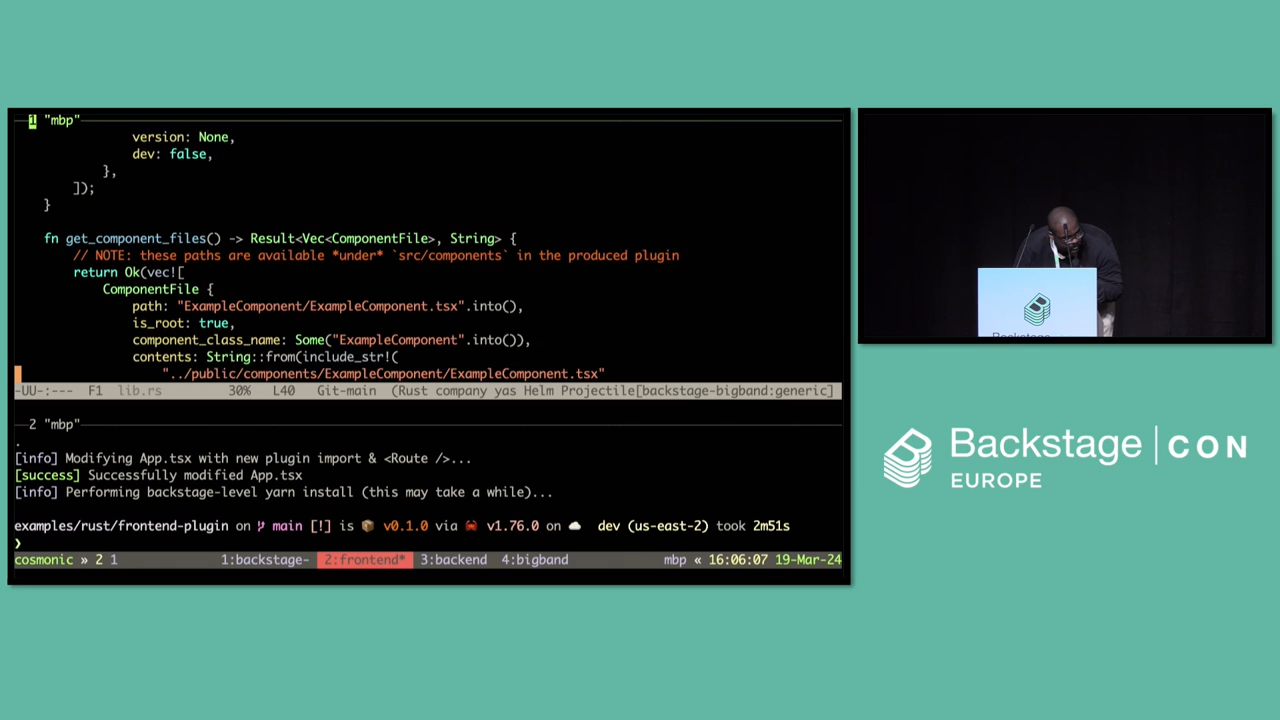 1 "mbp"
version: None,
dev: false,
},
]);
}
fn get_component_files() -> Result<Vec<ComponentFile>, String> {
// NOTE: these paths are available *under* `src/components` in the produced plugin
return Ok(vec![
ComponentFile {
path: "ExampleComponent/ExampleComponent.tsx".into(),
is_root: true,
component_class_name: Some("ExampleComponent".into()),
contents: String::from(include_str!(
"../public/components/ExampleComponent/ExampleComponent.tsx"
-UU-:--- F1 lib.rs 30% L40 Git-main (Rust company yas Helm Projectile[backstage-bigband:generic]
2 "mbp"
.
[info] Modifying App.tsx with new plugin import & <Route />...
[success] Successfully modified App.tsx
[info] Performing backstage-level yarn install (this may take a while)...
examples/rust/frontend-plugin on main [!] is 📦 v0.1.0 via 🦀 v1.76.0 on ☁️ dev (us-east-2) took 2m51s
❯
cosmonic » 2 1 1:backstage- 2:frontend* 3:backend 4:bigband mbp « 16:06:07 19-Mar-24
Backstage
Backstage | CON
EUROPE